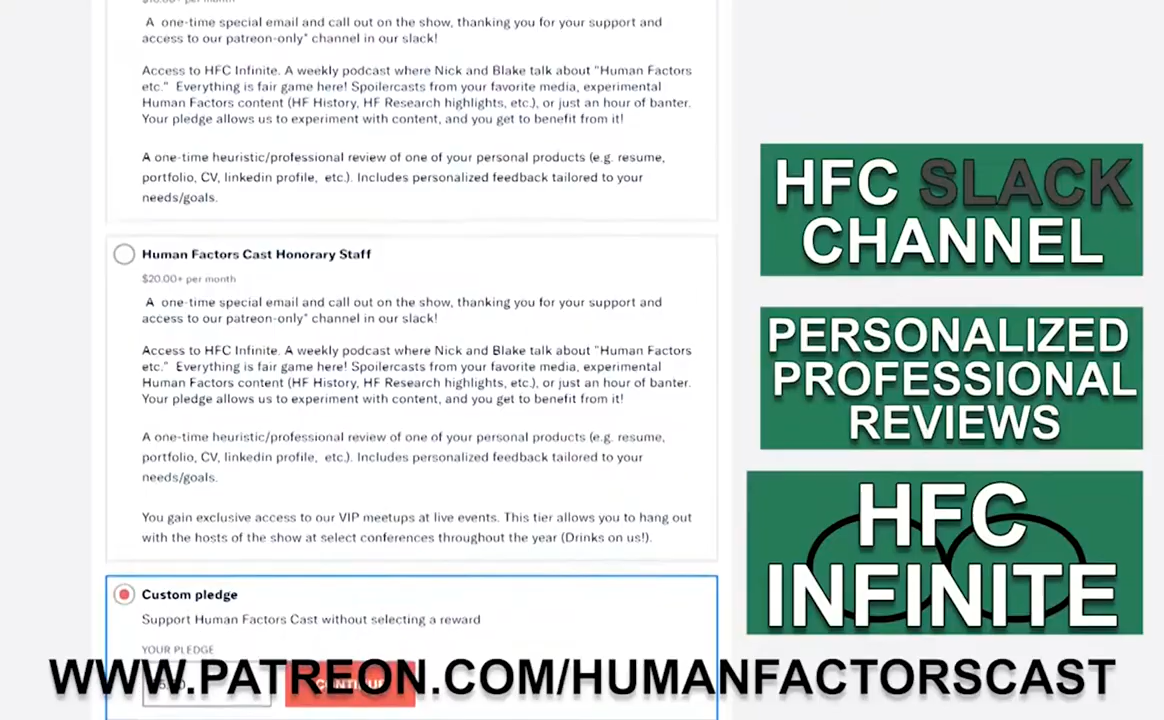 A one-time special email and call out on the show, thanking you for your support and
access to our patreon-only* channel in our slack!
Access to HFC Infinite. A weekly podcast where Nick and Blake talk about "Human Factors
etc." Everything is fair game here! Spoilercasts from your favorite media, experimental
Human Factors content (HF History, HF Research highlights, etc.), or just an hour of banter.
Your pledge allows us to experiment with content, and you get to benefit from it!
A one-time heuristic/professional review of one of your personal products (e.g. resume,
portfolio, CV, linkedin profile, etc.). Includes personalized feedback tailored to your
needs/goals.
Human Factors Cast Honorary Staff
$20.00+ per month
A one-time special email and call out on the show, thanking you for your support and
access to our patreon-only* channel in our slack!
Access to HFC Infinite. A weekly podcast where Nick and Blake talk about "Human Factors
etc." Everything is fair game here! Spoilercasts from your favorite media, experimental
Human Factors content (HF History, HF Research highlights, etc.), or just an hour of banter.
Your pledge allows us to experiment with content, and you get to benefit from it!
A one-time heuristic/professional review of one of your personal products (e.g. resume,
portfolio, CV, linkedin profile, etc.). Includes personalized feedback tailored to your
needs/goals.
You gain exclusive access to our VIP meetups at live events. This tier allows you to hang out
with the hosts of the show at select conferences throughout the year (Drinks on us!).
Custom pledge
Support Human Factors Cast without selecting a reward
YOUR PLEDGE
HFC SLACK
CHANNEL
PERSONALIZED
PROFESSIONAL
REVIEWS
HFC
INFINITE
WWW.PATREON.COM/HUMANFACTORSCAST